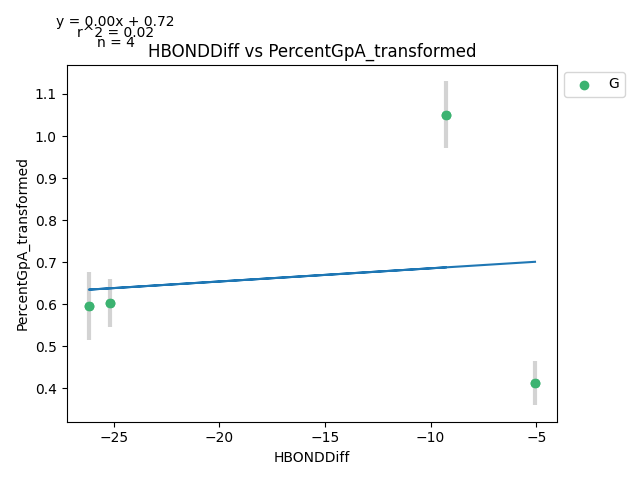 y = 0.00x + 0.72
r^2 = 0.02
n = 4
HBONDDiff vs PercentGpA_transformed
G
1.1
1.0
0.9
0.8
0.7
0.6
0.5
0.4
PercentGpA_transformed
−25
−20
−15
−10
−5
HBONDDiff